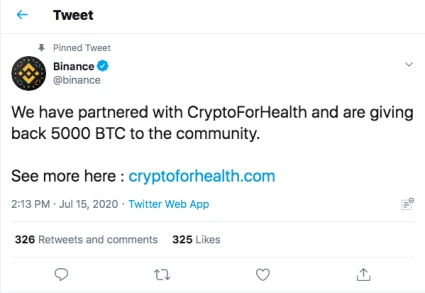 Tweet
Pinned Tweet
Binance
@binance
We have partnered with CryptoForHealth and are giving
back 5000 BTC to the community.
See more here : cryptoforhealth.com
2:13 PM · Jul 15, 2020 · Twitter Web App
326 Retweets and comments 325 Likes